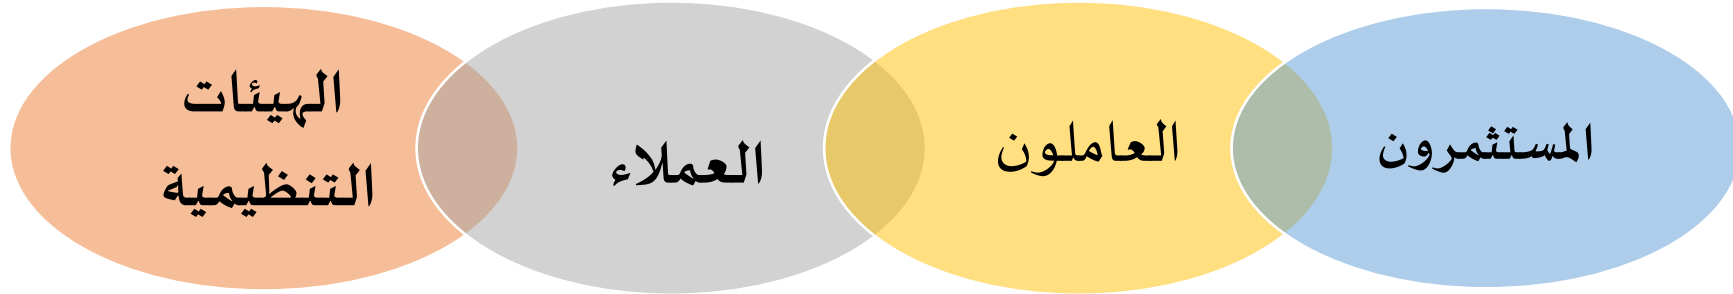 المستثمرون
العاملون
العملاء
الهيئات
التنظيمية